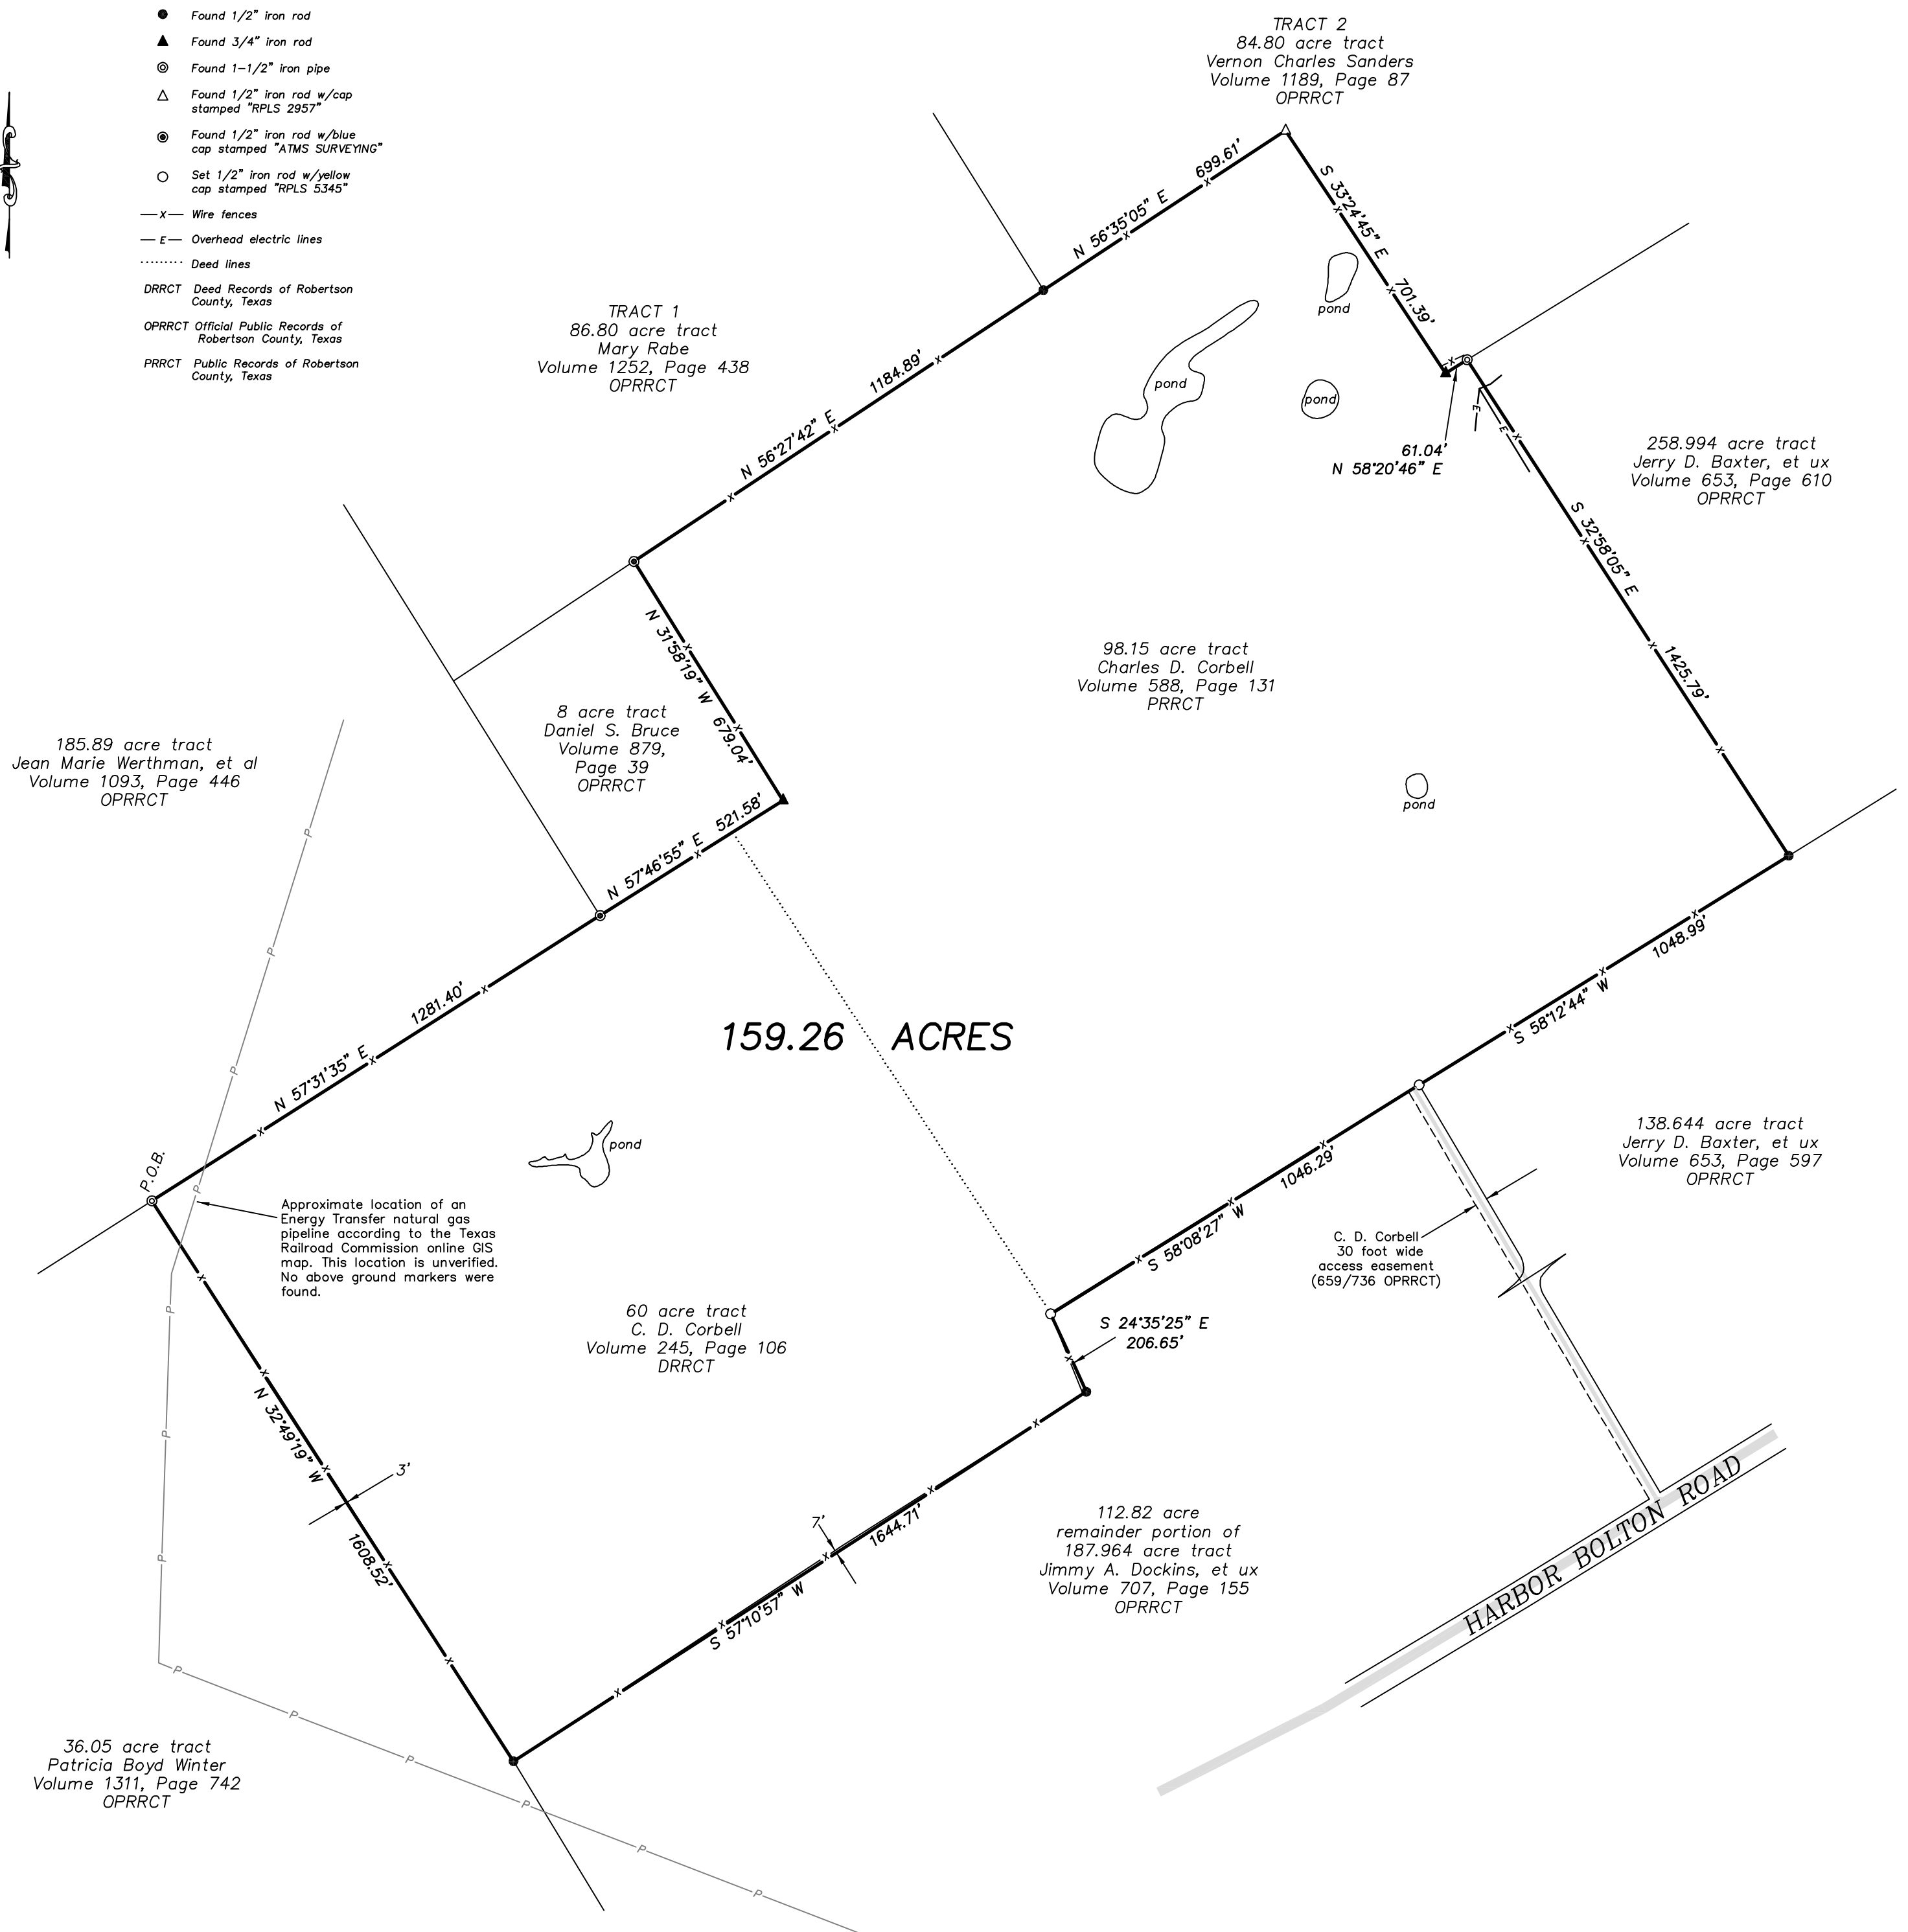 Found 1/2" iron rod
Found 3/4" iron rod
Found 1-1/2" iron pipe
Found 1/2" iron rod w/cap
stamped "RPLS 2957"
Found 1/2" iron rod w/blue
cap stamped "ATMS SURVEYING"
Set 1/2" iron rod w/yellow
cap stamped "RPLS 5345"
x Wire fences
E Overhead electric lines
Deed lines
DRRCT Deed Records of Robertson
County, Texas
OPRRCT Official Public Records of
Robertson County, Texas
PRRCT Public Records of Robertson
County, Texas
TRACT 2
84.80 acre tract
Vernon Charles Sanders
Volume 1189, Page 87
OPRRCT
N 56°35'05" E 699.61'
S 33°24'45" E 701.39'
TRACT 1
86.80 acre tract
Mary Rabe
Volume 1252, Page 438
OPRRCT
N 56°27'42" E 1184.89'
pond
pond
pond
61.04'
N 58°20'46" E
E
E
258.994 acre tract
Jerry D. Baxter, et ux
Volume 653, Page 610
OPRRCT
S 32°58'05" E 1425.79'
N 31°58'19" W 679.04'
98.15 acre tract
Charles D. Corbell
Volume 588, Page 131
PRRCT
8 acre tract
Daniel S. Bruce
Volume 879,
Page 39
OPRRCT
185.89 acre tract
Jean Marie Werthman, et al
Volume 1093, Page 446
OPRRCT
pond
N 57°46'55" E 521.58'
1048.99'
S 58°12'44" W
N 57°31'35" E 1281.40'
159.26 ACRES
P.O.B.
pond
138.644 acre tract
Jerry D. Baxter, et ux
Volume 653, Page 597
OPRRCT
S 58°08'27" W 1046.29'
Approximate location of an
Energy Transfer natural gas
pipeline according to the Texas
Railroad Commission online GIS
map. This location is unverified.
No above ground markers were
found.
C. D. Corbell
30 foot wide
access easement
(659/736 OPRRCT)
60 acre tract
C. D. Corbell
Volume 245, Page 106
DRRCT
S 24°35'25" E
206.65'
N 32°49'19" W 1608.52'
3'
7'
S 57°10'57" W 1644.71'
112.82 acre
remainder portion of
187.964 acre tract
Jimmy A. Dockins, et ux
Volume 707, Page 155
OPRRCT
HARBOR BOLTON ROAD
36.05 acre tract
Patricia Boyd Winter
Volume 1311, Page 742
OPRRCT
P
P
P
P
P
P
P
P
P
P
P
P
P